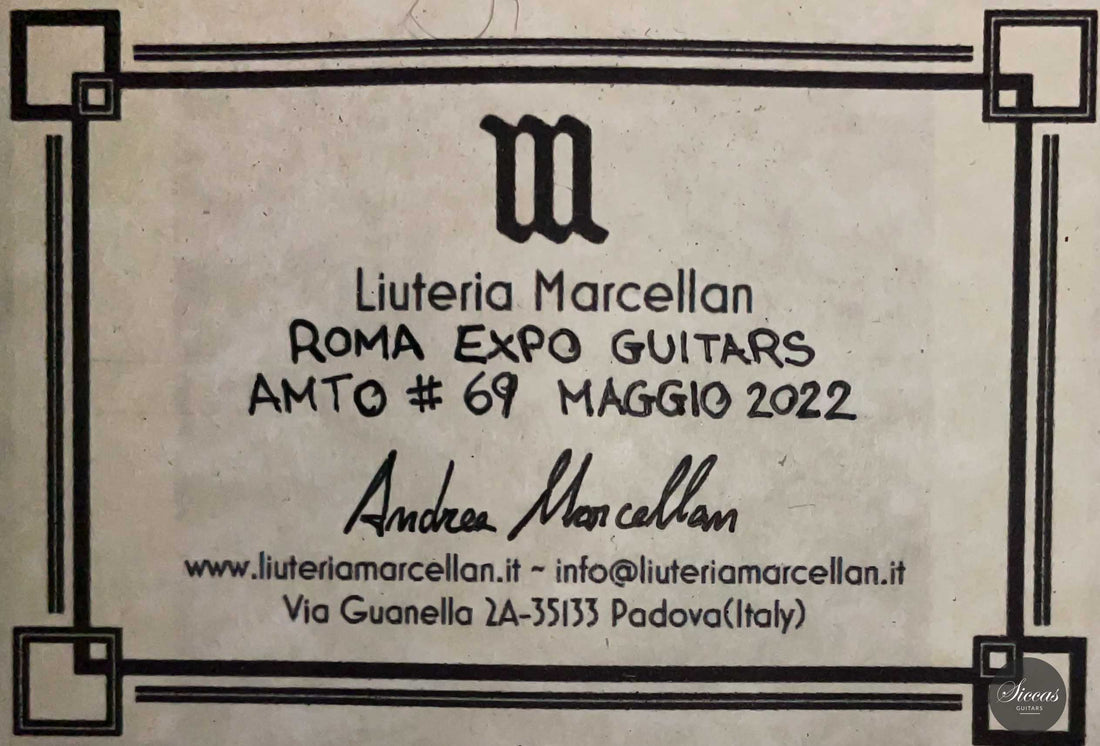 m
Liuteria Marcellan
ROMA EXPO GUITARS
AMTO # 69 MAGGIO 2022
Andrea Marcellan
www.liuteriamarcellan.it ~ info@liuteriamarcellan.it
Via Guanella 2A-35133 Padova(Italy)
Siccas
GUITARS